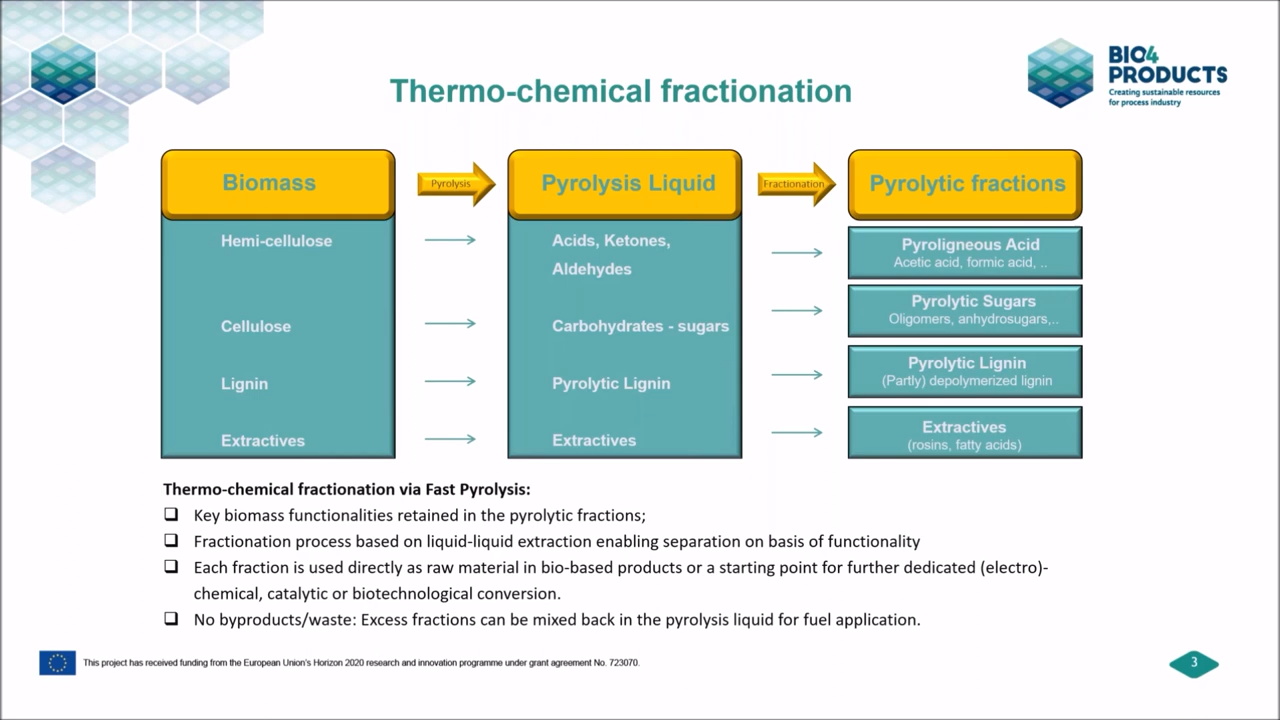 BIO4
PRODUCTS
Creating sustainable resources
for process industry
Thermo-chemical fractionation
Biomass
Pyrolysis
Pyrolysis Liquid
Fractionation
Pyrolytic fractions
Hemi-cellulose
Acids, Ketones,
Aldehydes
Pyroligneous Acid
Acetic acid, formic acid, ..
Cellulose
Carbohydrates - sugars
Pyrolytic Sugars
Oligomers, anhydrosugars,..
Lignin
Pyrolytic Lignin
Pyrolytic Lignin
(Partly) depolymerized lignin
Extractives
Extractives
Extractives
(rosins, fatty acids)
Thermo-chemical fractionation via Fast Pyrolysis:
❑ Key biomass functionalities retained in the pyrolytic fractions;
❑ Fractionation process based on liquid-liquid extraction enabling separation on basis of functionality
❑ Each fraction is used directly as raw material in bio-based products or a starting point for further dedicated (electro)-
chemical, catalytic or biotechnological conversion.
❑ No byproducts/waste: Excess fractions can be mixed back in the pyrolysis liquid for fuel application.
This project has received funding from the European Union's Horizon 2020 research and innovation programme under grant agreement No. 723070.
3